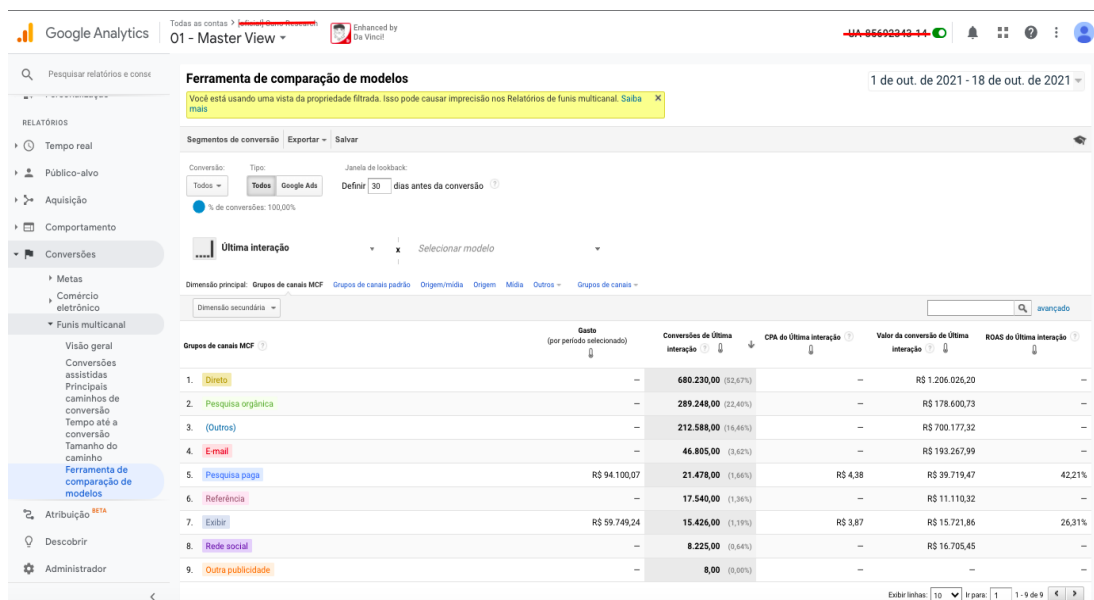 Google Analytics
Todas as contas >
01 - Master View
Enhanced by
Da Vinci!
UA-85692343-14
Pesquisar relatórios e conse
RELATÓRIOS
Tempo real
Público-alvo
Aquisição
Comportamento
Conversões
Metas
Comércio
eletrônico
Funis multicanal
Visão geral
Conversões
assistidas
Principais
caminhos de
conversão
Tempo até a
conversão
Tamanho do
caminho
Ferramenta de
comparação de
modelos
Atribuição BETA
Descobrir
Administrador
Ferramenta de comparação de modelos
1 de out. de 2021 - 18 de out. de 2021
Você está usando uma vista da propriedade filtrada. Isso pode causar imprecisão nos Relatórios de funis multicanal. Saiba
mais
Segmentos de conversão Exportar Salvar
Conversão: Tipo: Janela de lookback:
Todos Todos Google Ads Definir 30 dias antes da conversão ?
% de conversões: 100,00%
Última interação x Selecionar modelo
Dimensão principal: Grupos de canais MCF Grupos de canais padrão Origem/mídia Origem Mídia Outros Grupos de canais
Dimensão secundária avançado
Grupos de canais MCF ? Gasto (por período selecionado) Conversões de Última interação ? CPA do Última interação ? Valor da conversão de Última interação ? ROAS do Última interação ?
1. Direto – 680.230,00 (52,67%) – R$ 1.206.026,20 –
2. Pesquisa orgânica – 289.248,00 (22,40%) – R$ 178.600,73 –
3. (Outros) – 212.588,00 (16,46%) – R$ 700.177,32 –
4. E-mail – 46.805,00 (3,62%) – R$ 193.267,99 –
5. Pesquisa paga R$ 94.100,07 21.478,00 (1,66%) R$ 4,38 R$ 39.719,47 42,21%
6. Referência – 17.540,00 (1,36%) – R$ 11.110,32 –
7. Exibir R$ 59.749,24 15.426,00 (1,19%) R$ 3,87 R$ 15.721,86 26,31%
8. Rede social – 8.225,00 (0,64%) – R$ 16.705,45 –
9. Outra publicidade – 8,00 (0,00%) – – –
Exibir linhas: 10 Ir para: 1 1 - 9 de 9